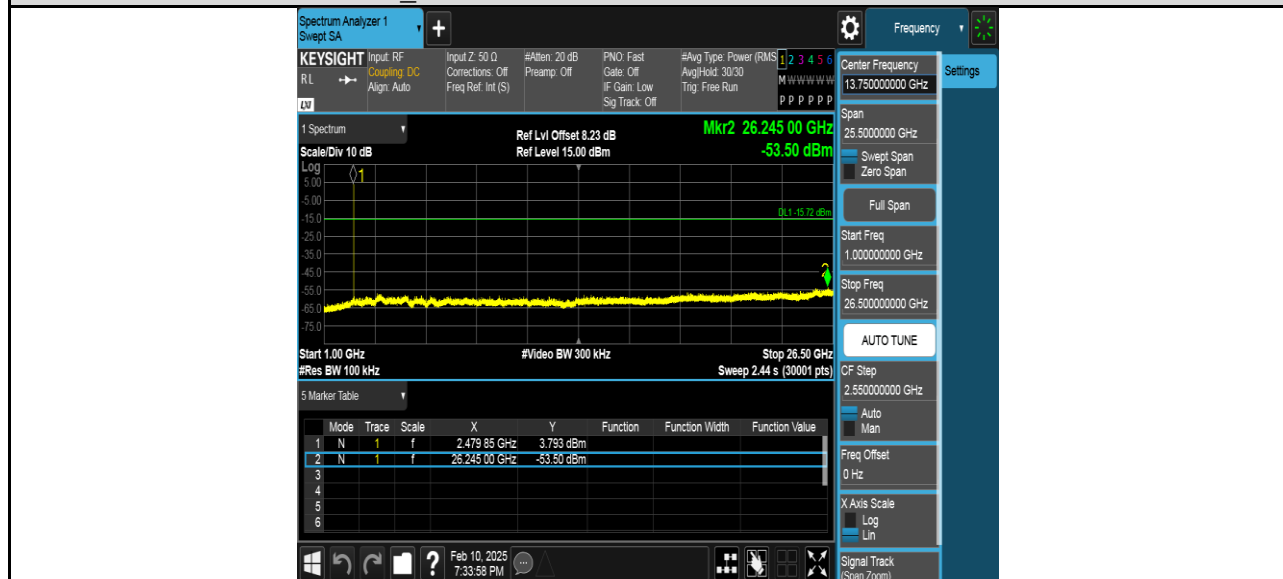 Spectrum Analyzer 1
Swept SA
+
Frequency
KEYSIGHT
RL
LXI
Input: RF
Coupling: DC
Align: Auto
Input Z: 50 Ω
Corrections: Off
Freq Ref: Int (S)
#Atten: 20 dB
Preamp: Off
PNO: Fast
Gate: Off
IF Gain: Low
Sig Track: Off
#Avg Type: Power (RMS
Avg|Hold: 30/30
Trig: Free Run
1 2 3 4 5 6
M W W W W W
P P P P P P
1 Spectrum
Scale/Div 10 dB
Ref Lvl Offset 8.23 dB
Ref Level 15.00 dBm
Mkr2 26.245 00 GHz
-53.50 dBm
Log
5.00
-5.00
-15.0
-25.0
-35.0
-45.0
-55.0
-65.0
-75.0
1
DL1 -15.72 dBm
2
Start 1.00 GHz
#Res BW 100 kHz
#Video BW 300 kHz
Stop 26.50 GHz
Sweep 2.44 s (30001 pts)
5 Marker Table
Mode Trace Scale X Y Function Function Width Function Value
1 N 1 f 2.479 85 GHz 3.793 dBm
2 N 1 f 26.245 00 GHz -53.50 dBm
3
4
5
6
?
Feb 10, 2025
7:33:58 PM
Center Frequency
13.750000000 GHz
Span
25.5000000 GHz
Swept Span
Zero Span
Full Span
Start Freq
1.000000000 GHz
Stop Freq
26.500000000 GHz
AUTO TUNE
CF Step
2.550000000 GHz
Auto
Man
Freq Offset
0 Hz
X Axis Scale
Log
Lin
Signal Track
(Span Zoom)
Settings